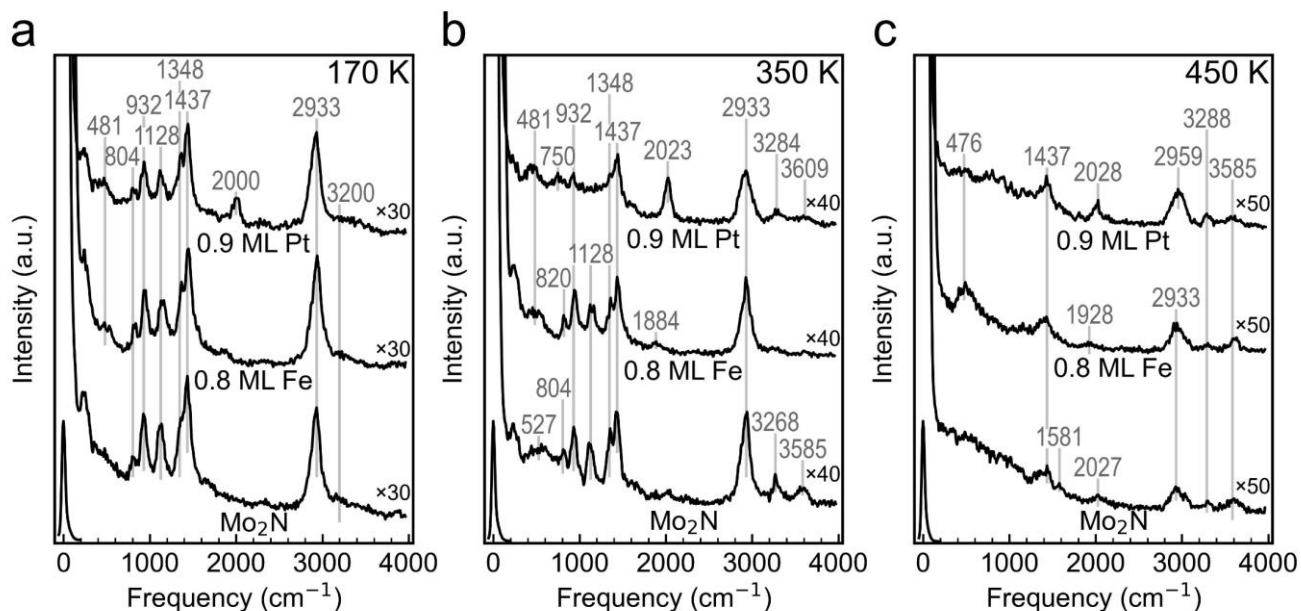 a
170 K
1348
932 1437
2933
481
1128
804
2000
3200
×30
0.9 ML Pt
×30
0.8 ML Fe
×30
Mo₂N
Intensity (a.u.)
0 1000 2000 3000 4000
Frequency (cm⁻¹)
b
350 K
1348
2933
481 932
1437
750
2023
3284
3609
×40
0.9 ML Pt
1128
820
1884
×40
0.8 ML Fe
804
527
3268
3585
×40
Mo₂N
Intensity (a.u.)
0 1000 2000 3000 4000
Frequency (cm⁻¹)
c
450 K
3288
476
1437
2028
2959
3585
×50
0.9 ML Pt
1928
2933
×50
0.8 ML Fe
1581
2027
×50
Mo₂N
Intensity (a.u.)
0 1000 2000 3000 4000
Frequency (cm⁻¹)